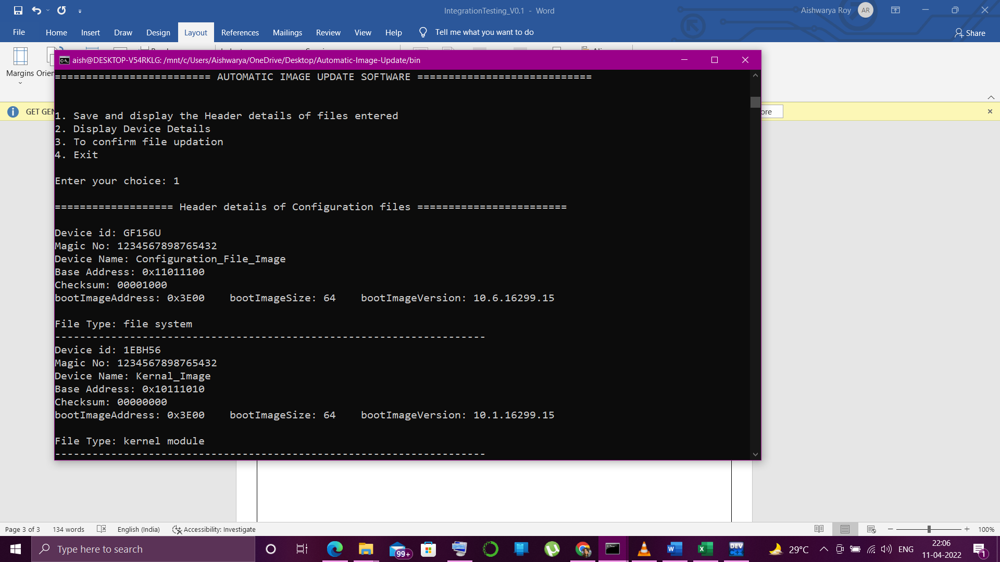 IntegrationTesting_V0.1 - Word
Aishwarya Roy AR
File Home Insert Draw Design Layout References Mailings Review View Help Tell me what you want to do Share
Margins
aish@DESKTOP-V54RKLG: /mnt/c/Users/Aishwarya/OneDrive/Desktop/Automatic-Image-Update/bin
========================= AUTOMATIC IMAGE UPDATE SOFTWARE ============================
GET
1. Save and display the Header details of files entered
2. Display Device Details
3. To confirm file updation
4. Exit
Enter your choice: 1
=================== Header details of Configuration files ========================
Device id: GF156U
Magic No: 1234567898765432
Device Name: Configuration_File_Image
Base Address: 0x11011100
Checksum: 00001000
bootImageAddress: 0x3E00    bootImageSize: 64    bootImageVersion: 10.6.16299.15
File Type: file system
---------------------------------------------------------------------
Device id: 1EBH56
Magic No: 1234567898765432
Device Name: Kernal_Image
Base Address: 0x10111010
Checksum: 00000000
bootImageAddress: 0x3E00    bootImageSize: 64    bootImageVersion: 10.1.16299.15
File Type: kernel module
---------------------------------------------------------------------
Page 3 of 3 134 words English (India) Accessibility: Investigate 100%
Type here to search 99+ DEV 29°C ENG 22:06
11-04-2022 1